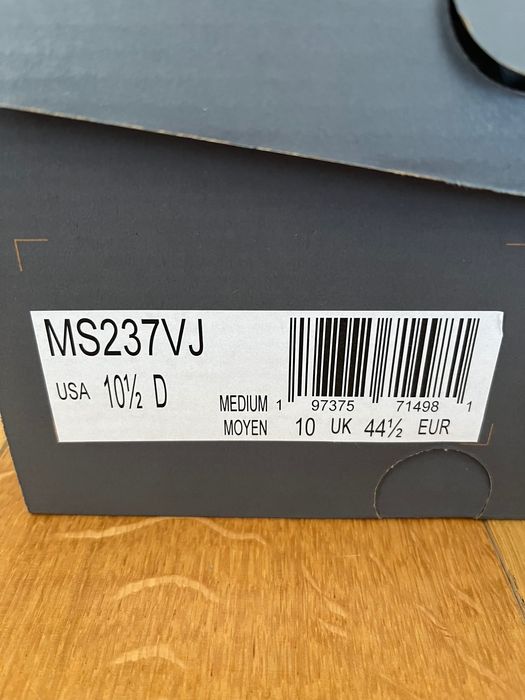 MS237VJ
USA 10½ D
MEDIUM 1 97375 71498 1
MOYEN 10 UK 44½ EUR